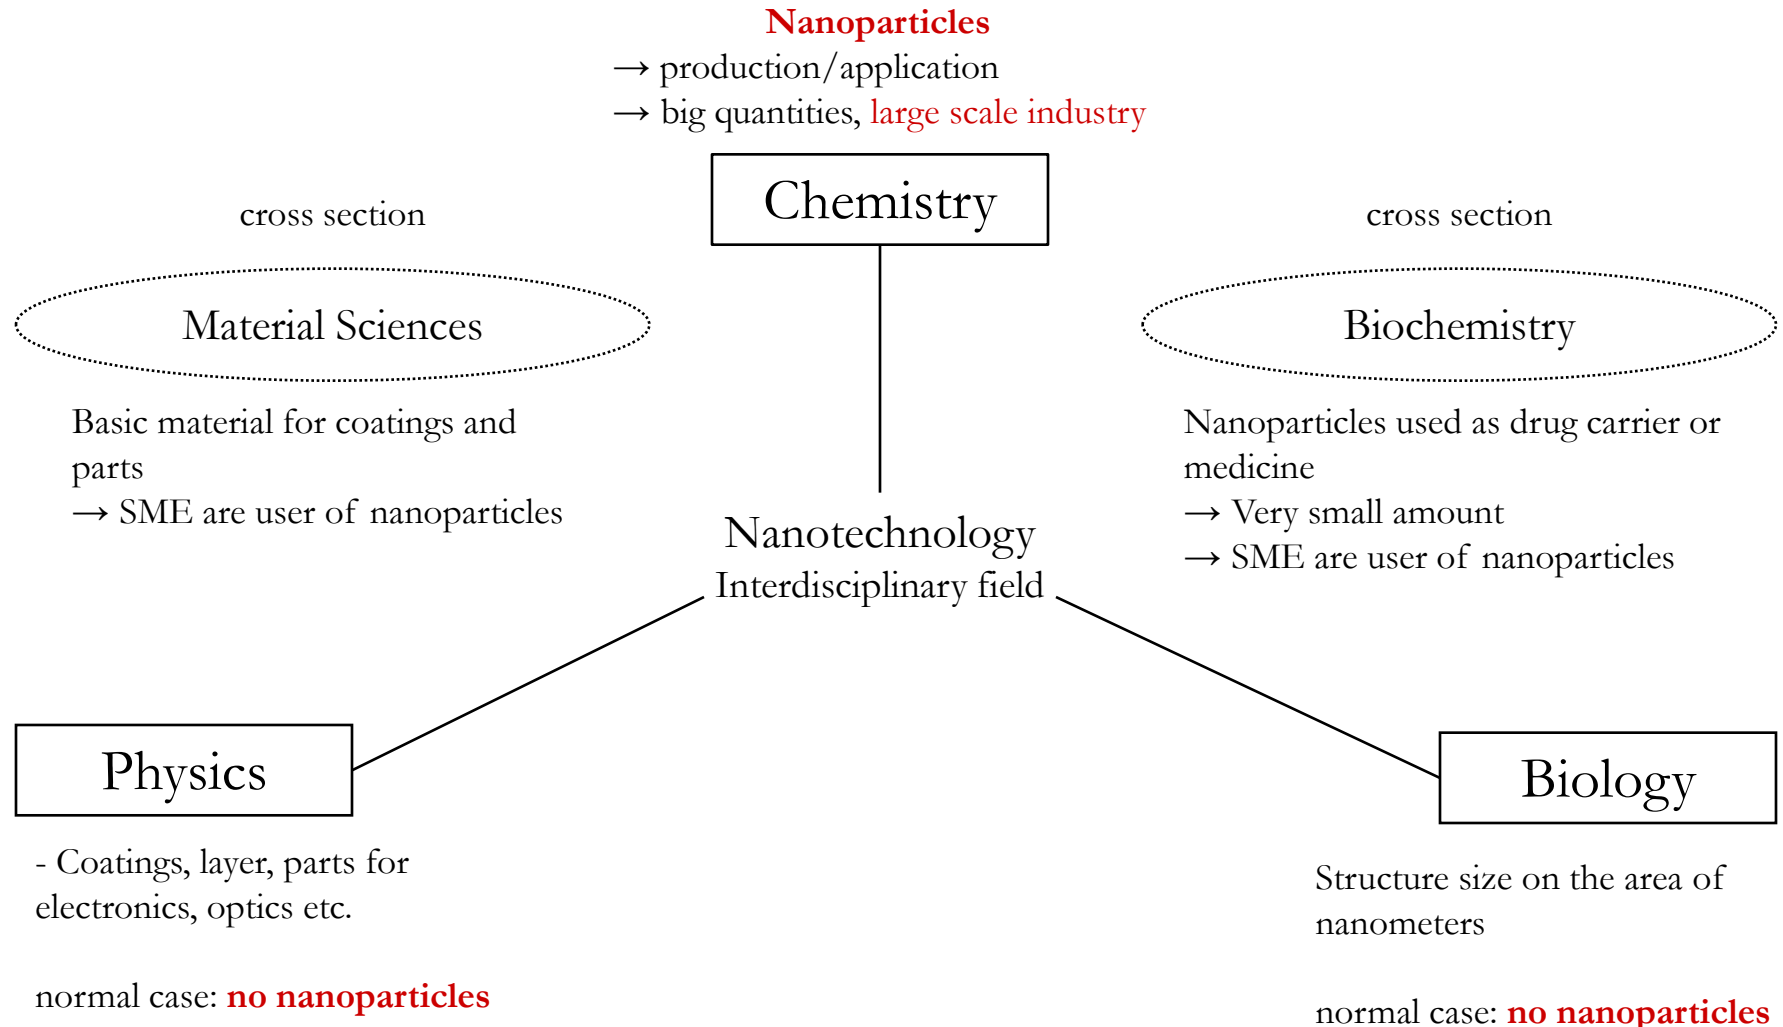 Nanoparticles
→ production/application
→ big quantities, large scale industry
Chemistry
cross section
Material Sciences
Basic material for coatings and
parts
→ SME are user of nanoparticles
cross section
Biochemistry
Nanoparticles used as drug carrier or
medicine
→ Very small amount
→ SME are user of nanoparticles
Nanotechnology
Interdisciplinary field
Physics
- Coatings, layer, parts for
electronics, optics etc.
normal case: no nanoparticles
Biology
Structure size on the area of
nanometers
normal case: no nanoparticles